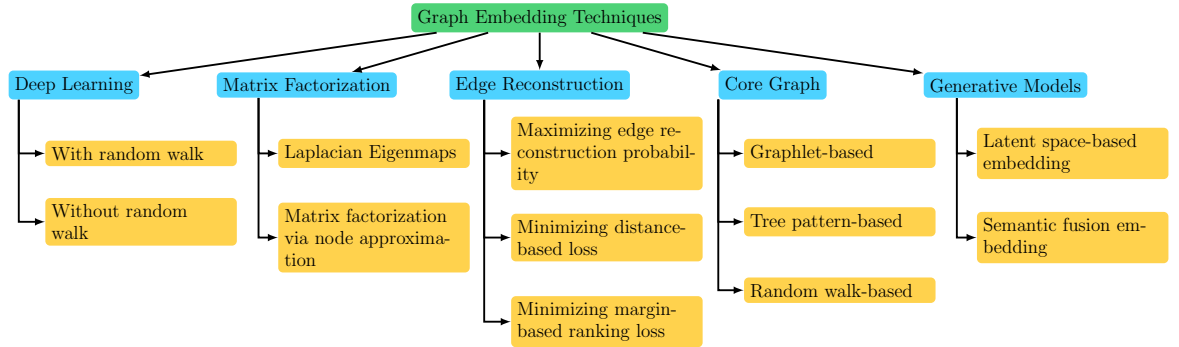 Graph Embedding Techniques
Deep Learning
With random walk
Without random
walk
Matrix Factorization
Laplacian Eigenmaps
Matrix factorization
via node approxima-
tion
Edge Reconstruction
Maximizing edge re-
construction probabil-
ity
Minimizing distance-
based loss
Minimizing margin-
based ranking loss
Core Graph
Graphlet-based
Tree pattern-based
Random walk-based
Generative Models
Latent space-based
embedding
Semantic fusion em-
bedding